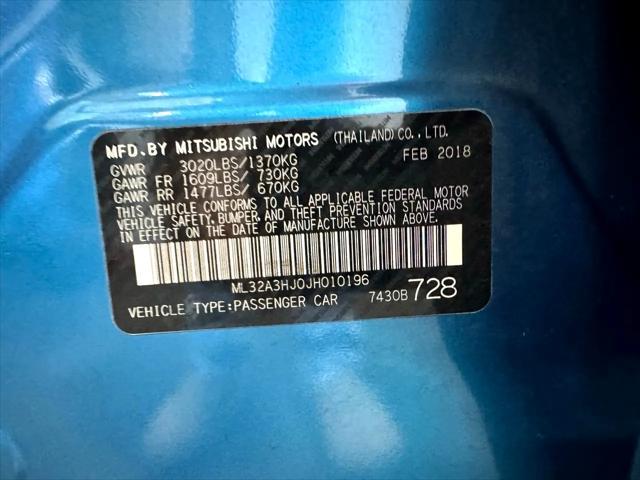 MFD.BY MITSUBISHI MOTORS (THAILAND)CO.,LTD.
GVWR 3020LBS/1370KG FEB 2018
GAWR FR 1609LBS/ 730KG
GAWR RR 1477LBS/ 670KG
THIS VEHICLE CONFORMS TO ALL APPLICABLE FEDERAL MOTOR
VEHICLE SAFETY, BUMPER, AND THEFT PREVENTION STANDARDS
IN EFFECT ON THE DATE OF MANUFACTURE SHOWN ABOVE.
ML32A3HJ0JH010196
VEHICLE TYPE:PASSENGER CAR 7430B 728